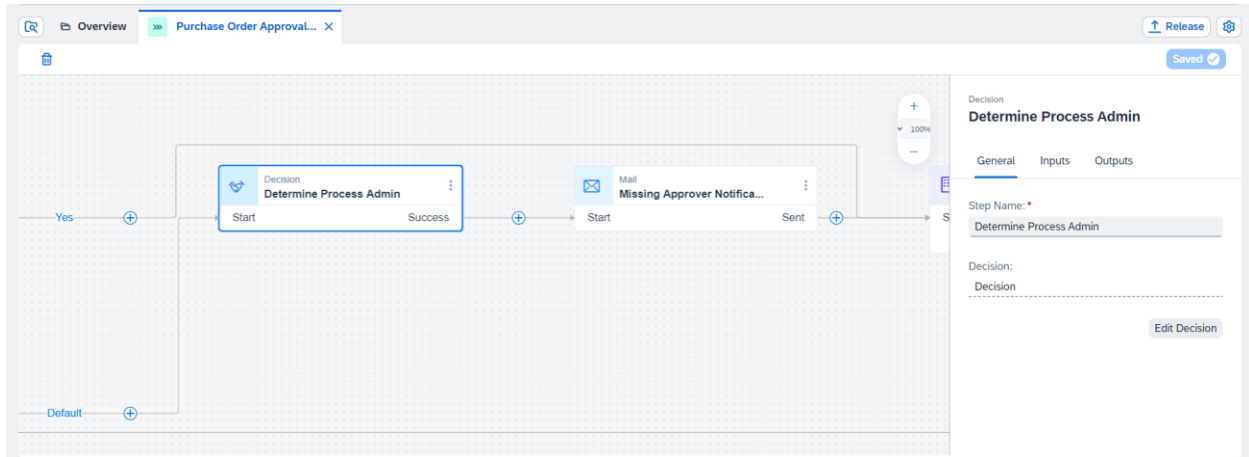 Overview
Purchase Order Approval...
Release
Saved
Decision
Determine Process Admin
Start
Success
Mail
Missing Approver Notifica...
Start
Sent
S
Yes
Default
+
100%
−
Decision
Determine Process Admin
General
Inputs
Outputs
Step Name:*
Determine Process Admin
Decision:
Decision
Edit Decision